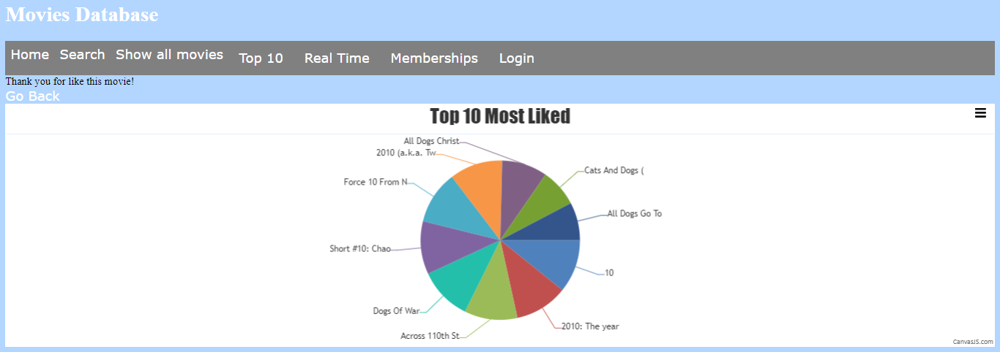 Movies Database
Home Search Show all movies Top 10 Real Time Memberships Login
Thank you for like this movie!
Go Back
Top 10 Most Liked
All Dogs Christ
2010 (a.k.a. Tw
Cats And Dogs (
Force 10 From N
All Dogs Go To
Short #10: Chao
10
Dogs Of War
2010: The year
Across 110th St
CanvasJS.com